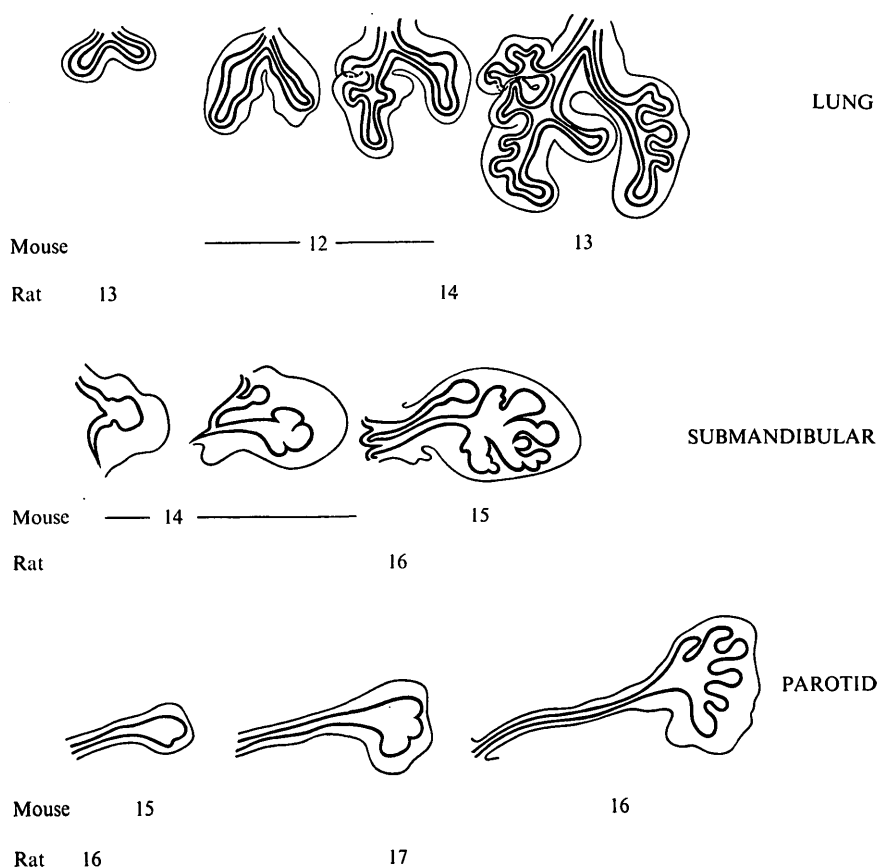 LUNG
Mouse 12 13
Rat 13 14
SUBMANDIBULAR
Mouse 14 15
Rat 16
PAROTID
Mouse 15 16
Rat 16 17